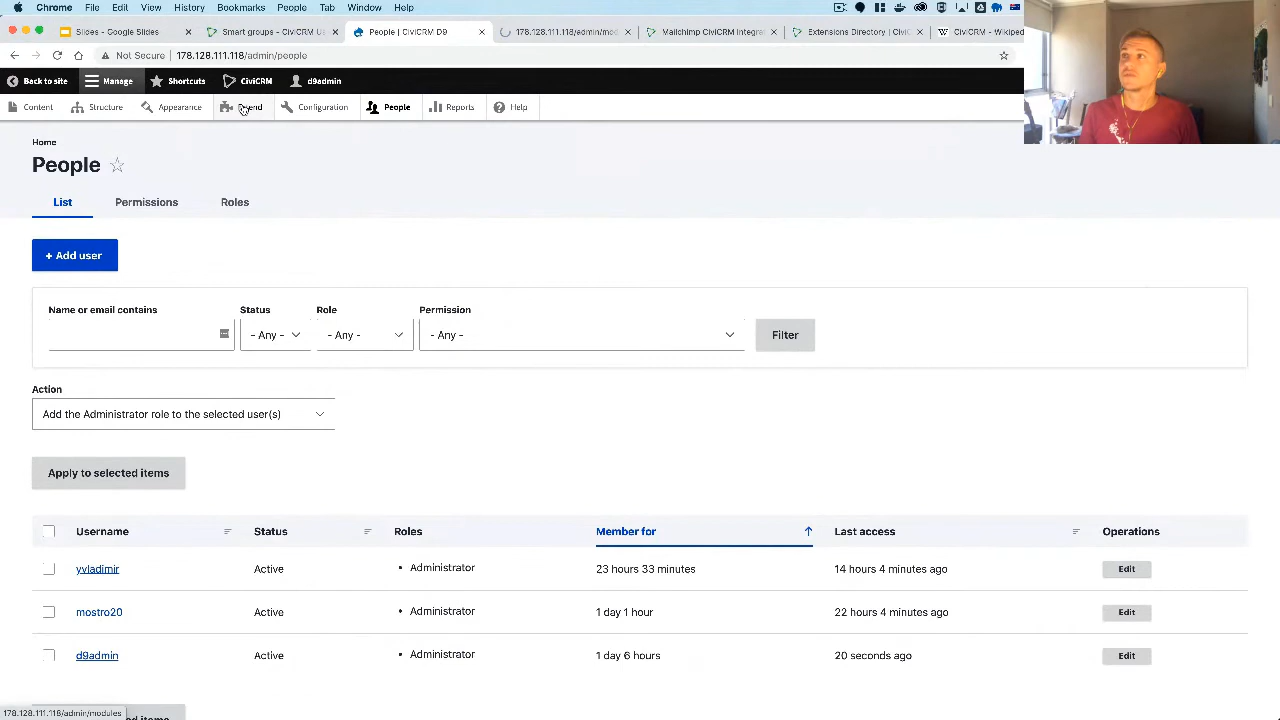 Chrome File Edit View History Bookmarks People Tab Window Help
Slides - Google Slides
Smart groups - CiviCRM U
People | CiviCRM D9
178.128.111.118/admin/mod
Mailchimp CiviCRM Integra
Extensions Directory | Civi
CiviCRM - Wikipe
Not Secure 178.128.111.118/admin/people
Back to site Manage Shortcuts CiviCRM d9admin
Content Structure Appearance Extend Configuration People Reports Help
Home
People
List Permissions Roles
+ Add user
Name or email contains Status Role Permission
- Any - - Any - - Any - Filter
Action
Add the Administrator role to the selected user(s)
Apply to selected items
Username Status Roles Member for Last access Operations
yvladimir Active Administrator 23 hours 33 minutes 14 hours 4 minutes ago Edit
mostro20 Active Administrator 1 day 1 hour 22 hours 4 minutes ago Edit
d9admin Active Administrator 1 day 6 hours 20 seconds ago Edit
178.128.111.118/admin/modules